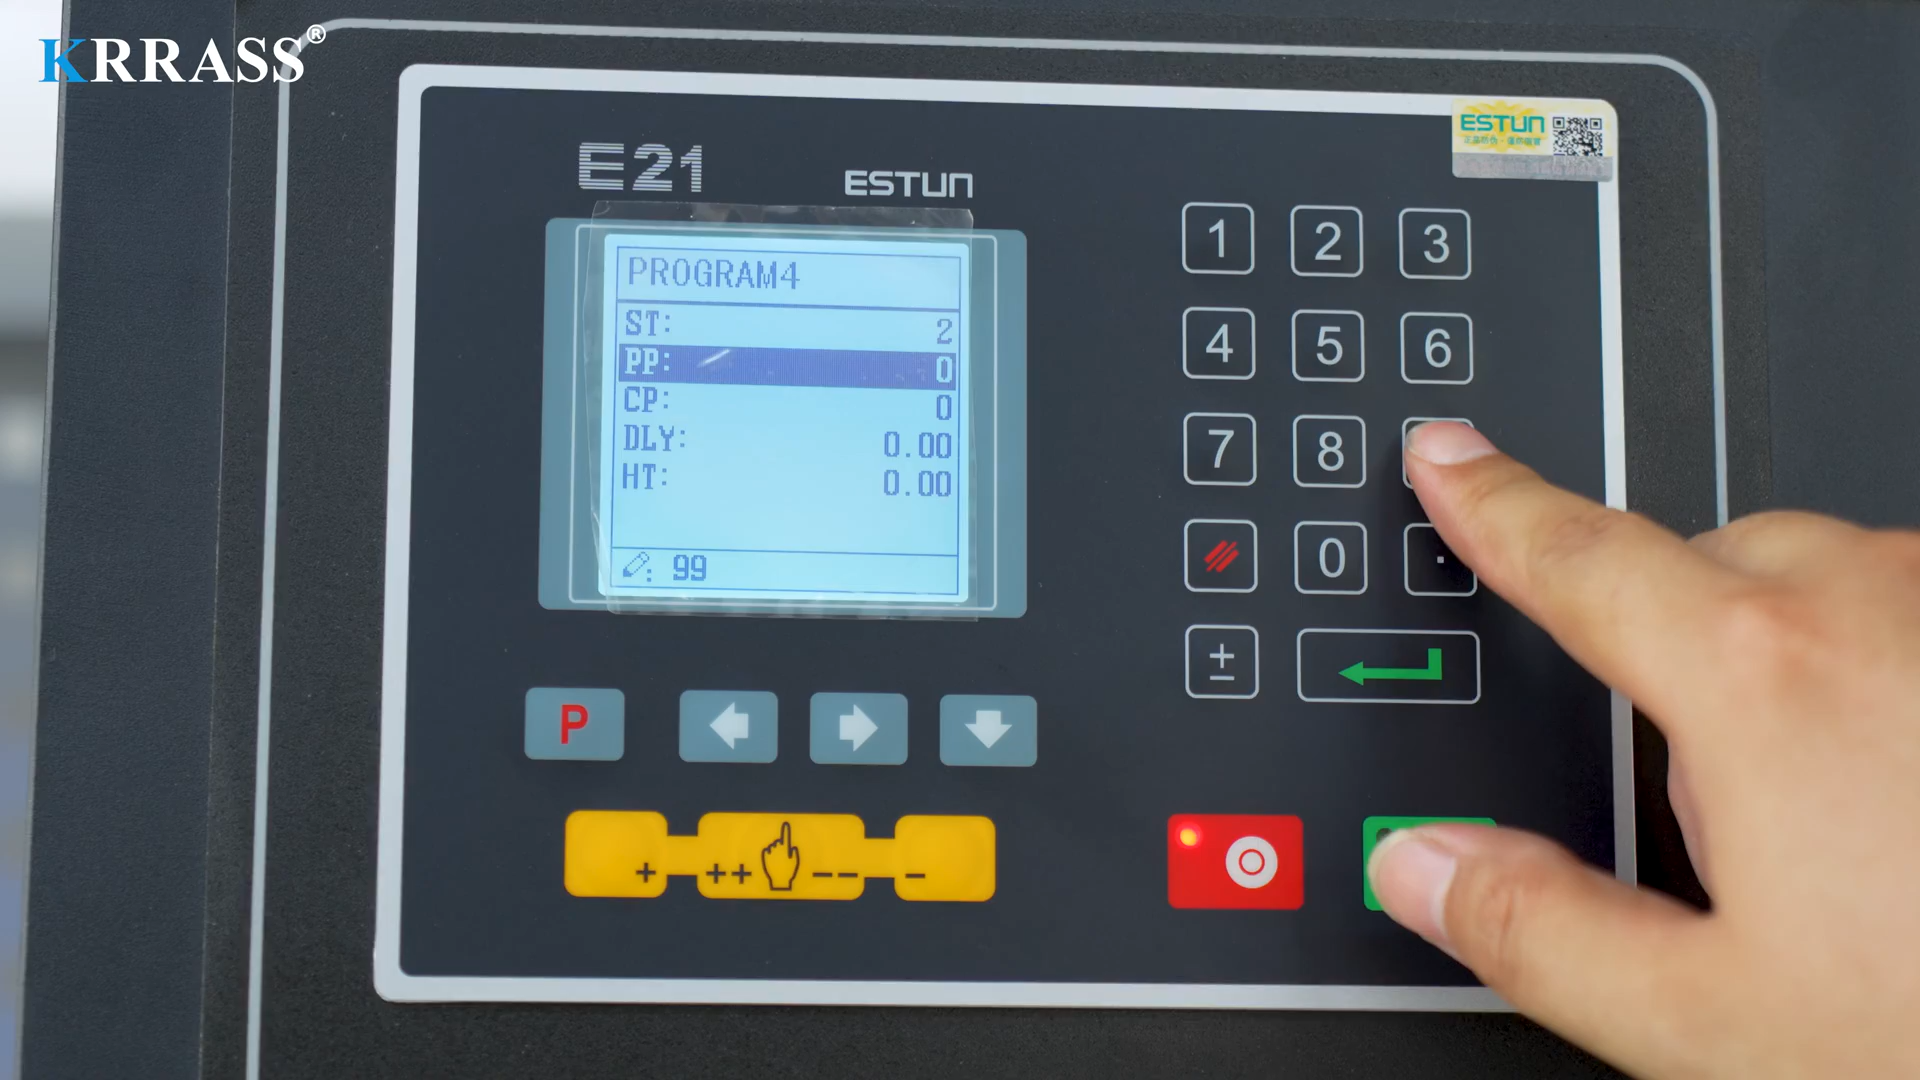 KRRASS®
E21
ESTUN
ESTUN
PROGRAM4
ST: 2
PP: 0
CP: 0
DLY: 0.00
HT: 0.00
: 99
1 2 3
4 5 6
7 8
0 .
±
P
+ ++ -- -